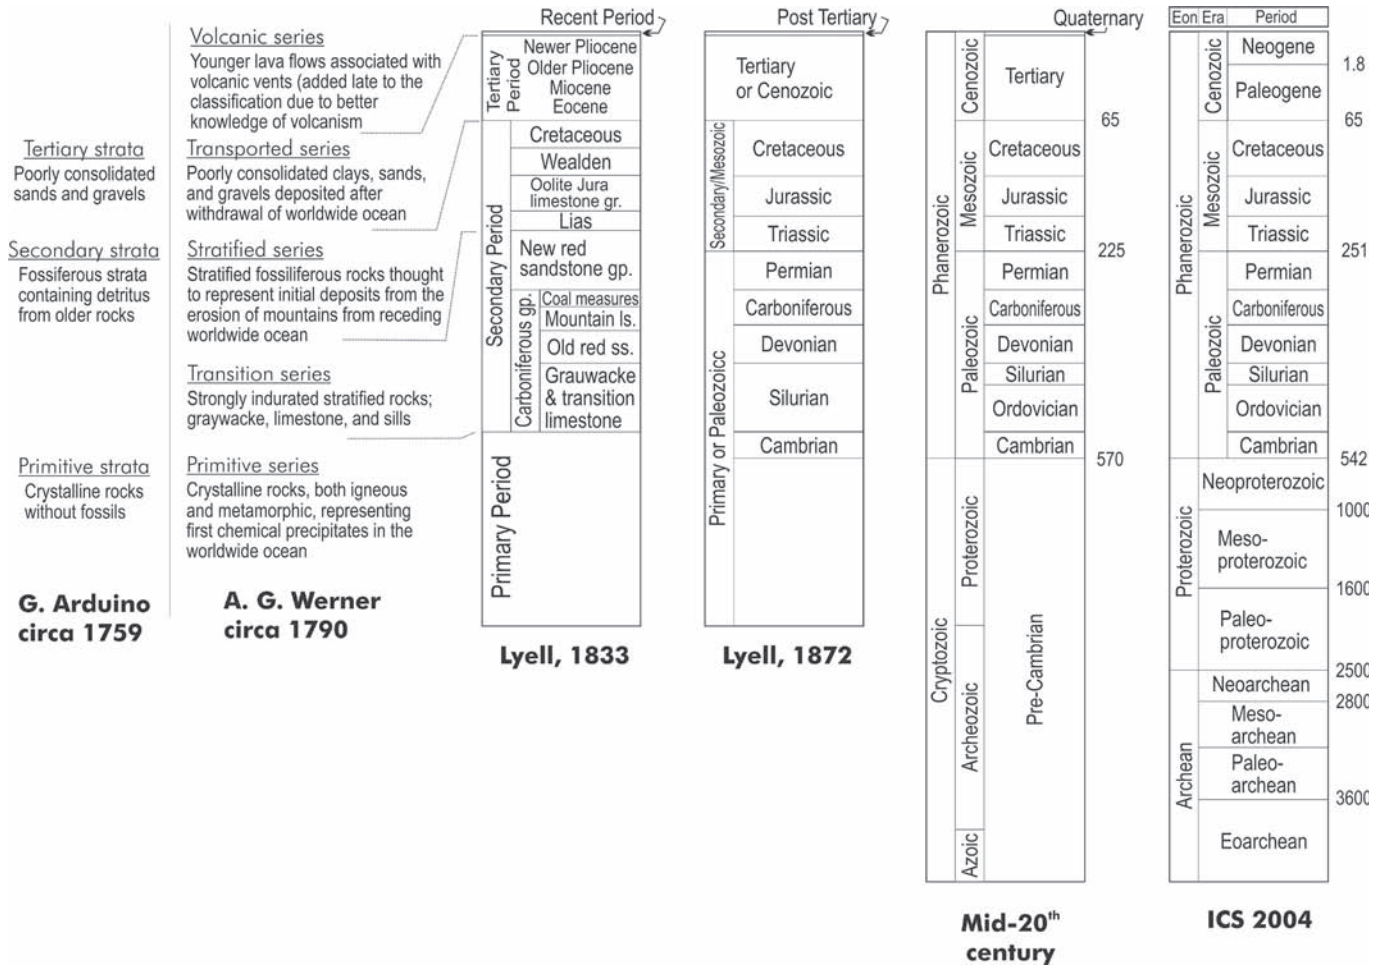 G. Arduino
circa 1759
Tertiary strata
Poorly consolidated
sands and gravels
Secondary strata
Fossiferous strata
containing detritus
from older rocks
Primitive strata
Crystalline rocks
without fossils
A. G. Werner
circa 1790
Volcanic series
Younger lava flows associated with
volcanic vents (added late to the
classification due to better
knowledge of volcanism
Transported series
Poorly consolidated clays, sands,
and gravels deposited after
withdrawal of worldwide ocean
Stratified series
Stratified fossiliferous rocks thought
to represent initial deposits from the
erosion of mountains from receding
worldwide ocean
Transition series
Strongly indurated stratified rocks;
graywacke, limestone, and sills
Primitive series
Crystalline rocks, both igneous
and metamorphic, representing
first chemical precipitates in the
worldwide ocean
Lyell, 1833
Recent Period
Tertiary
Period
Newer Pliocene
Older Pliocene
Miocene
Eocene
Secondary Period
Cretaceous
Wealden
Oolite Jura
limestone gr.
Lias
New red
sandstone gp.
Carboniferous gp.
Coal measures
Mountain ls.
Old red ss.
Grauwacke
& transition
limestone
Primary Period
Lyell, 1872
Post Tertiary
Tertiary
or Cenozoic
Secondary/Mesozoic
Cretaceous
Jurassic
Triassic
Primary or Paleozoicc
Permian
Carboniferous
Devonian
Silurian
Cambrian
Mid-20th
century
Quaternary
Phanerozoic
Cenozoic
Tertiary
65
Mesozoic
Cretaceous
Jurassic
Triassic
225
Paleozoic
Permian
Carboniferous
Devonian
Silurian
Ordovician
Cambrian
570
Cryptozoic
Proterozoic
Archeozoic
Azoic
Pre-Cambrian
ICS 2004
Eon Era Period
Phanerozoic
Cenozoic
Neogene
1.8
Paleogene
65
Mesozoic
Cretaceous
Jurassic
Triassic
251
Paleozoic
Permian
Carboniferous
Devonian
Silurian
Ordovician
Cambrian
542
Proterozoic
Neoproterozoic
1000
Meso-
proterozoic
1600
Paleo-
proterozoic
2500
Archean
Neoarchean
2800
Meso-
archean
Paleo-
archean
3600
Eoarchean